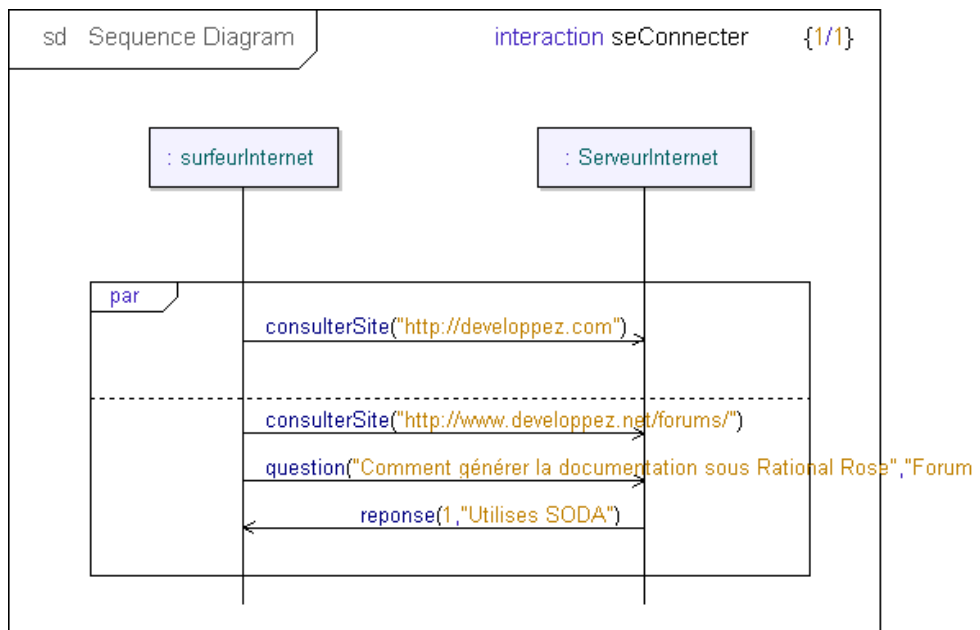 sd Sequence Diagram
interaction seConnecter {1/1}
: surfeurInternet
: ServeurInternet
par
consulterSite("http://developpez.com")
consulterSite("http://www.developpez.net/forums/")
question("Comment générer la documentation sous Rational Rose","Forum
reponse(1,"Utilises SODA")